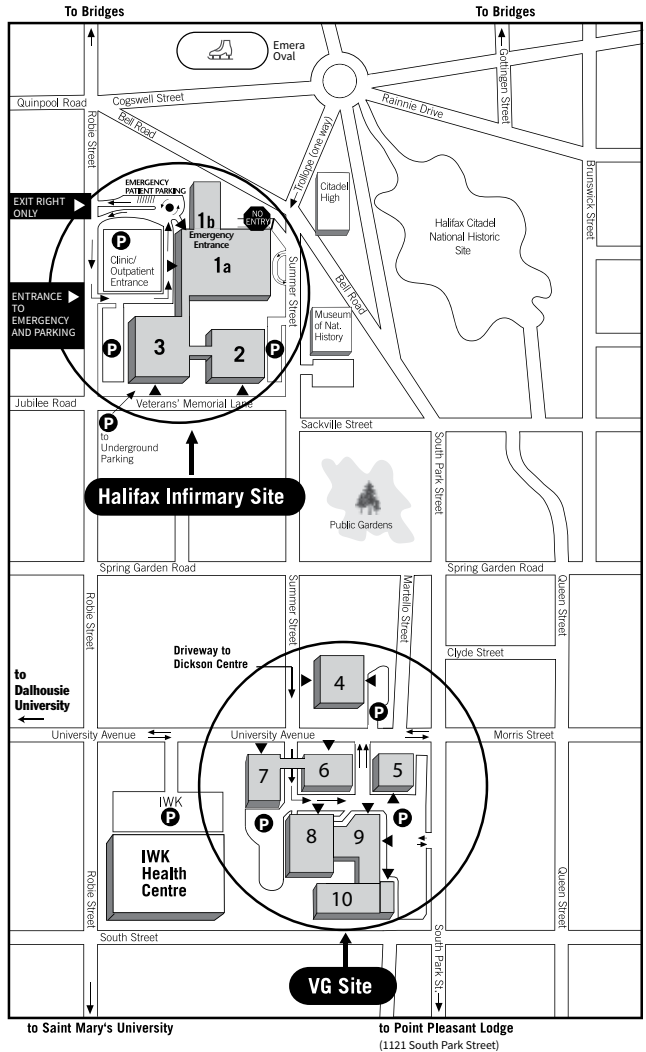 To Bridges
To Bridges
Emera
Oval
Gottingen Street
Quinpool Road
Cogswell Street
Rainnie Drive
Robie Street
Bell Road
Trollope (one way)
Brunswick Street
EMERGENCY
PATIENT PARKING
Citadel
High
EXIT RIGHT
ONLY
1b
NO
ENTRY
Emergency
Entrance
1a
Halifax Citadel
National Historic
Site
P
Clinic/
Outpatient
Entrance
Summer Street
Bell Road
ENTRANCE
TO
EMERGENCY
AND PARKING
Museum
of Nat.
History
P
3
2
P
Jubilee Road
Veterans' Memorial Lane
P
to
Underground
Parking
Sackville Street
South Park Street
Halifax Infirmary Site
Public Gardens
Spring Garden Road
Spring Garden Road
Robie Street
Summer Street
Martello Street
Queen Street
Driveway to
Dickson Centre
Clyde Street
to
Dalhousie
University
4
P
University Avenue
University Avenue
Morris Street
7
6
5
IWK
P
P
P
8
9
IWK
Health
Centre
Robie Street
Queen Street
10
South Street
South Park St.
VG Site
to Saint Mary's University
to Point Pleasant Lodge
(1121 South Park Street)